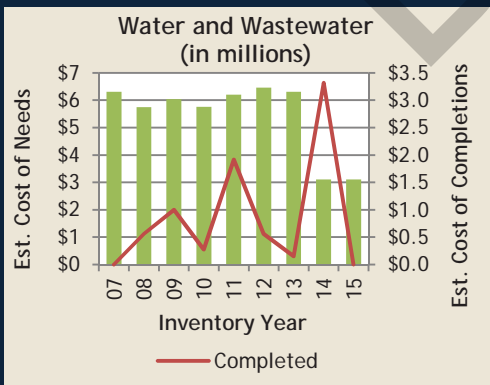 Water and Wastewater
(in millions)
Est. Cost of Needs
$7
$6
$5
$4
$3
$2
$1
$0
$3.5
$3.0
$2.5
$2.0
$1.5
$1.0
$0.5
$0.0
Est. Cost of Completions
07 08 09 10 11 12 13 14 15
Inventory Year
Completed